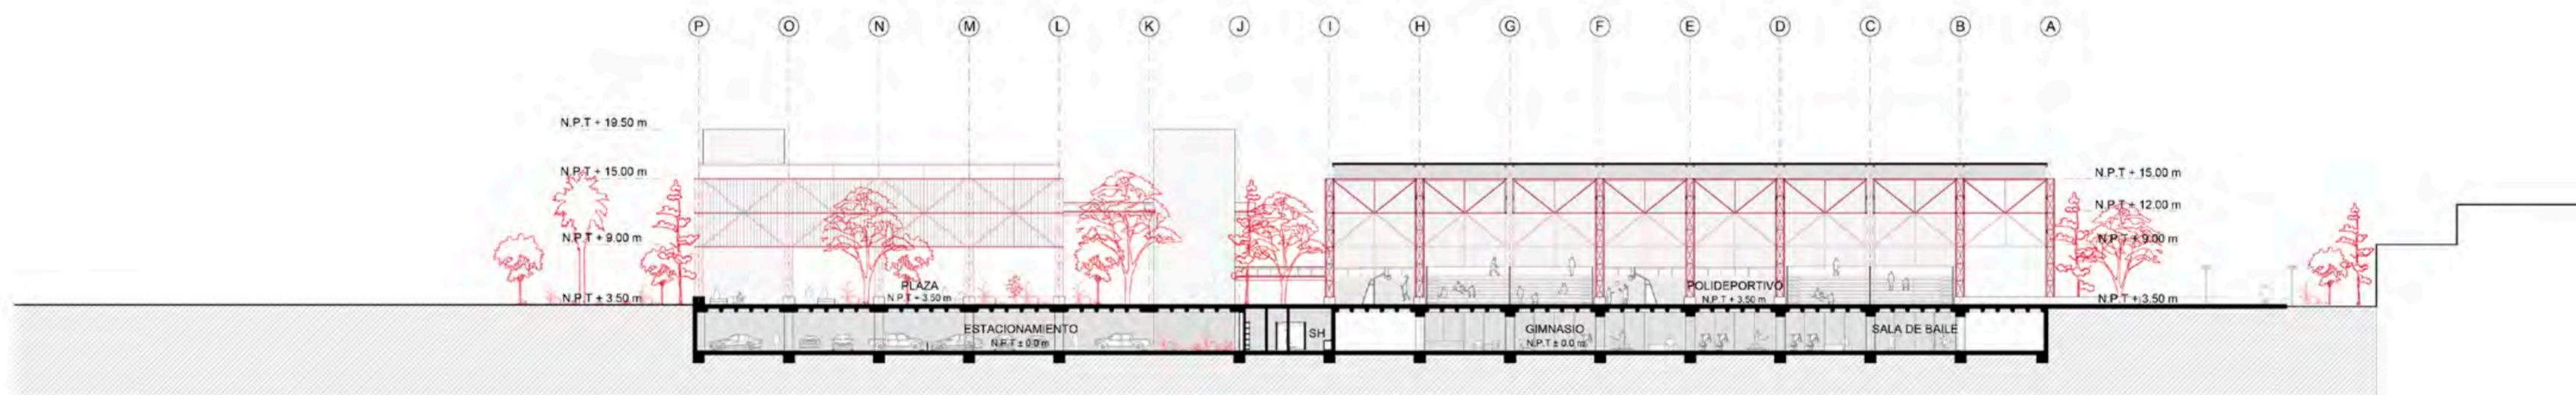 P O N M L K J I H G F E D C B A
N.P.T + 19.50 m
N.P.T + 15.00 m
N.P.T + 15.00 m
N.P.T + 12.00 m
N.P.T + 9.00 m
N.P.T + 9.00 m
PLAZA
N.P.T + 3.50 m
POLIDEPORTIVO
N.P.T + 3.50 m
N.P.T ± 3.50 m
N.P.T + 3.50 m
ESTACIONAMIENTO
N.P.T ± 0.0 m
SH
GIMNASIO
N.P.T ± 0.0 m
SALA DE BAILE